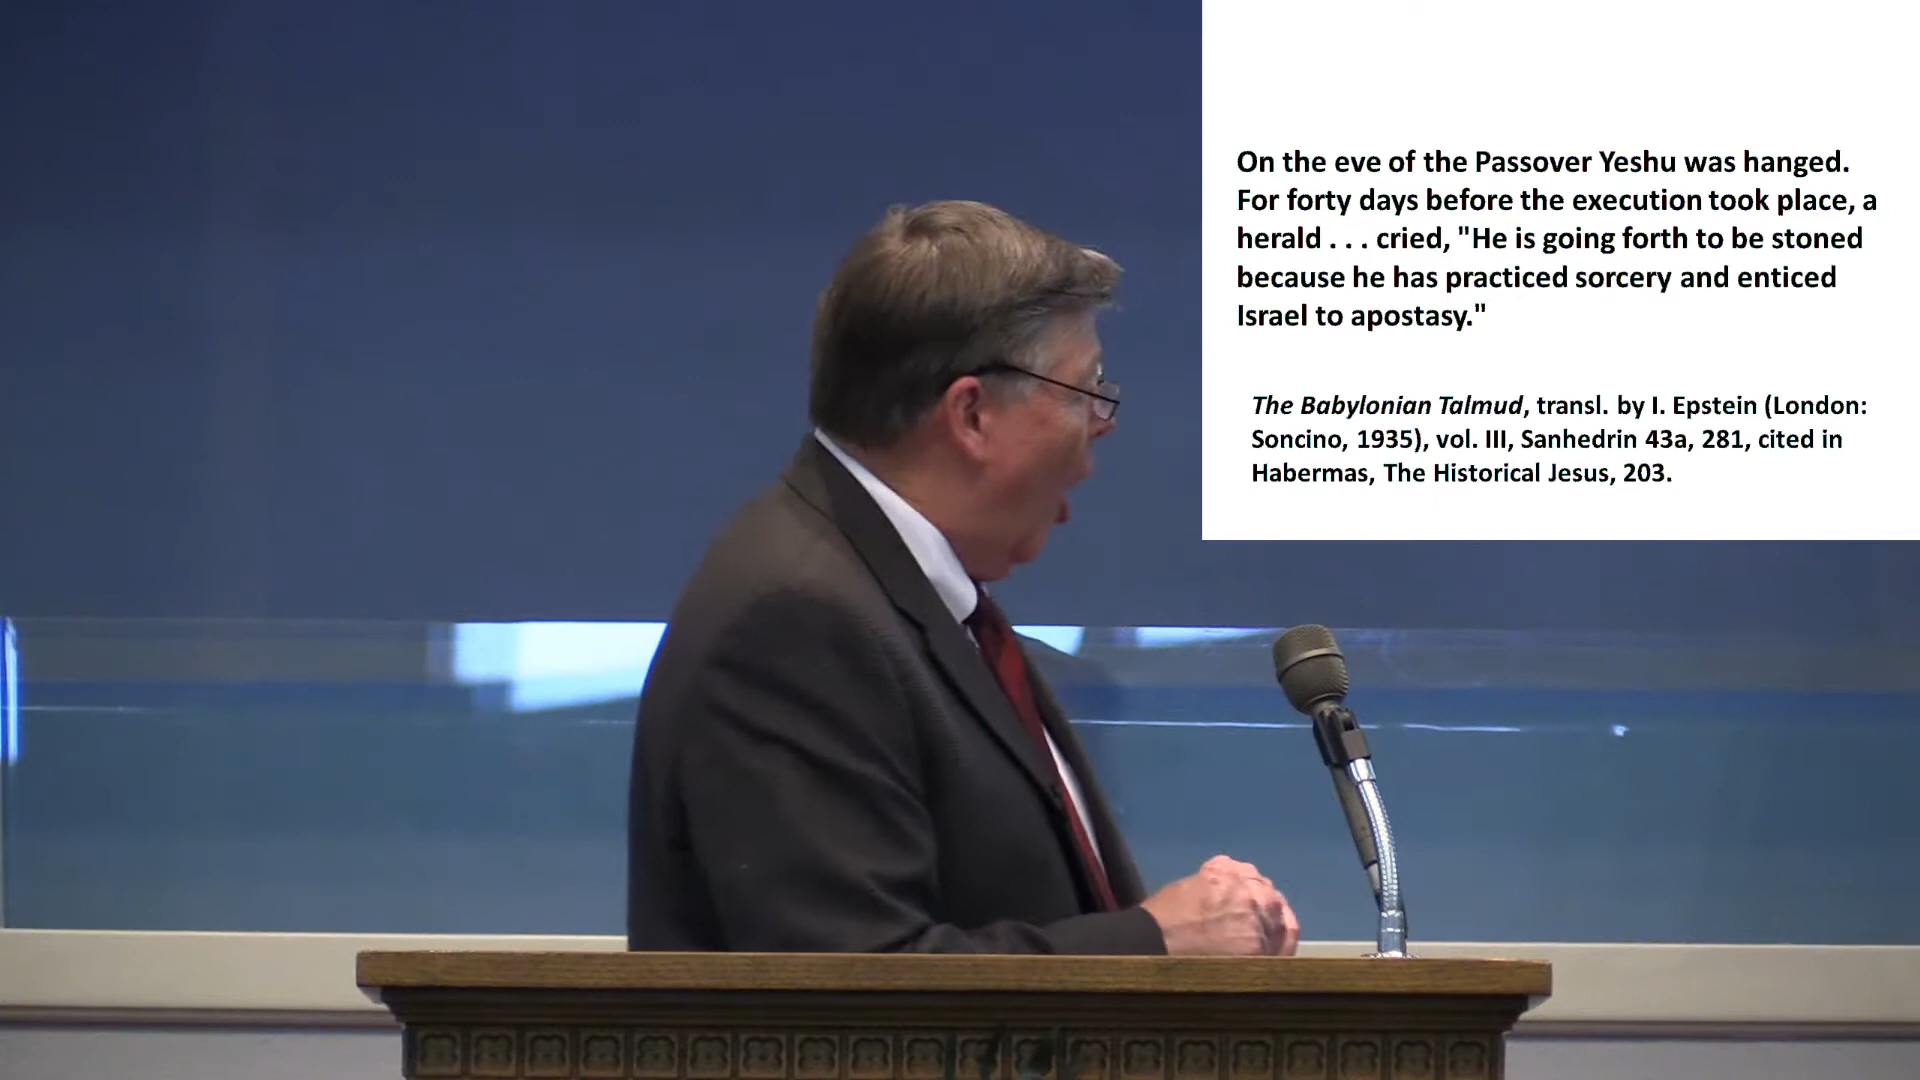 On the eve of the Passover Yeshu was hanged.
For forty days before the execution took place, a
herald . . . cried, "He is going forth to be stoned
because he has practiced sorcery and enticed
Israel to apostasy."
The Babylonian Talmud, transl. by I. Epstein (London:
Soncino, 1935), vol. III, Sanhedrin 43a, 281, cited in
Habermas, The Historical Jesus, 203.